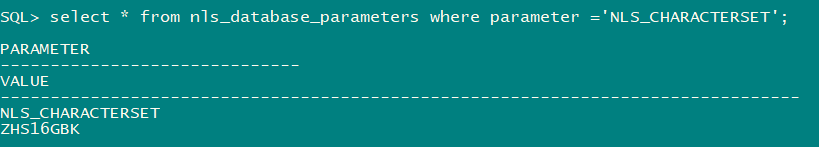 SQL> select * from nls_database_parameters where parameter ='NLS_CHARACTERSET';
PARAMETER
------------------------------
VALUE
--------------------------------------------------------------------------------
NLS_CHARACTERSET
ZHS16GBK